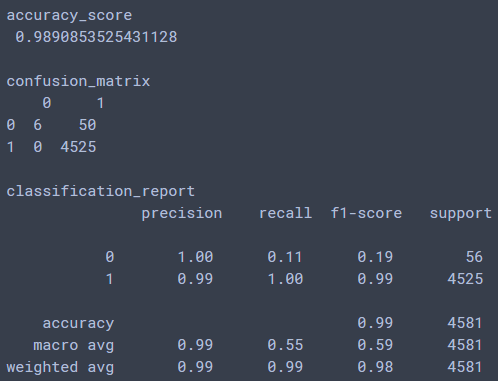 accuracy_score
0.9890853525431128
confusion_matrix
0 1
0 6 50
1 0 4525
classification_report
precision recall f1-score support
0 1.00 0.11 0.19 56
1 0.99 1.00 0.99 4525
accuracy 0.99 4581
macro avg 0.99 0.55 0.59 4581
weighted avg 0.99 0.99 0.98 4581